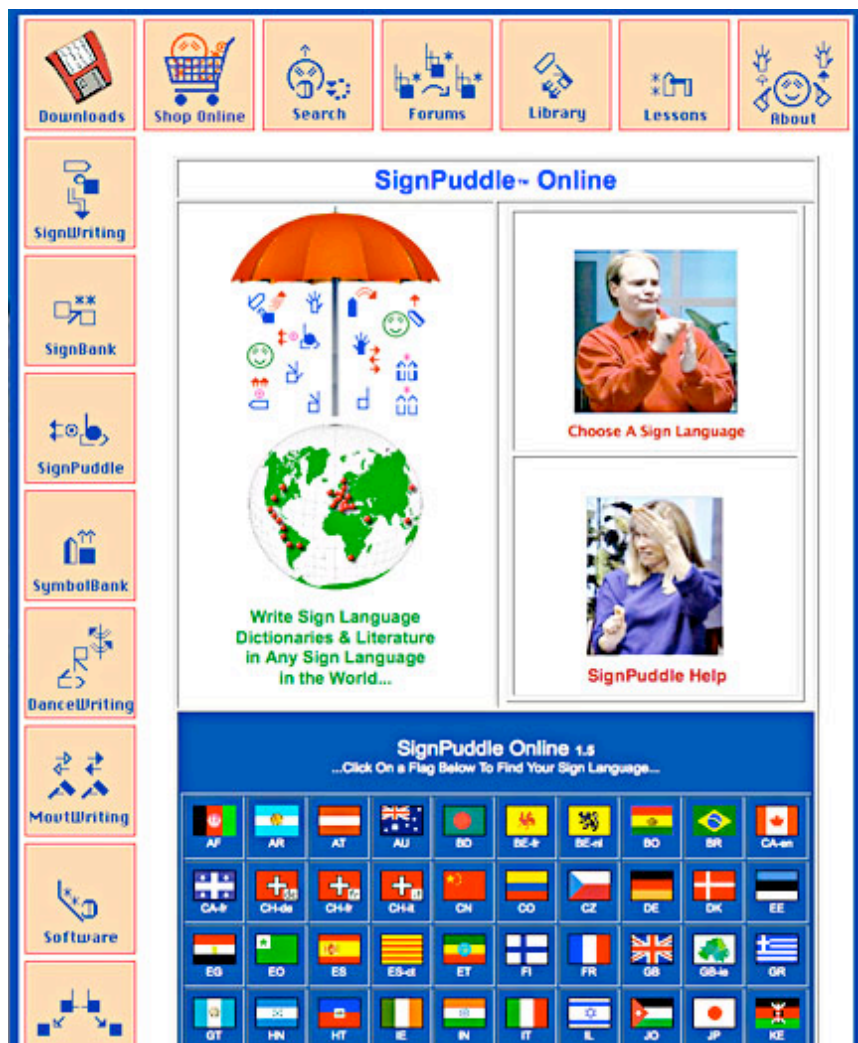 Downloads
Shop Online
Search
Forums
Library
Lessons
About
SignWriting
SignBank
SignPuddle
SymbolBank
DanceWriting
MovtWriting
Software
SignPuddle™ Online
Write Sign Language
Dictionaries & Literature
in Any Sign Language
in the World...
Choose A Sign Language
SignPuddle Help
SignPuddle Online 1.5
...Click On a Flag Below To Find Your Sign Language...
AF AR AT AU BD BE-fr BE-nl BO BR CA-en
CA-fr CH-de CH-fr CH-it CN CO CZ DE DK EE
EG EO ES ES-ct ET FI FR GB GB-ie GR
GT HN HT IE IN IT IL JO JP KE